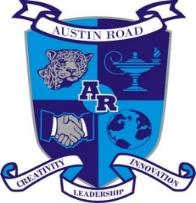 AUSTIN ROAD
AR
CREATIVITY
LEADERSHIP
INNOVATION